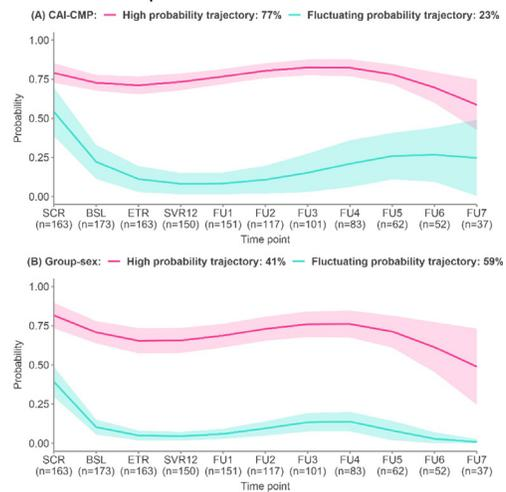 (A) CAI-CMP: High probability trajectory: 77% Fluctuating probability trajectory: 23%
1.00
0.75
0.50
0.25
0.00
Probability
SCR BSL ETR SVR12 FU1 FU2 FU3 FU4 FU5 FU6 FU7
(n=163) (n=173) (n=163) (n=150) (n=151) (n=117) (n=101) (n=83) (n=62) (n=52) (n=37)
Time point
(B) Group-sex: High probability trajectory: 41% Fluctuating probability trajectory: 59%
1.00
0.75
0.50
0.25
0.00
Probability
SCR BSL ETR SVR12 FU1 FU2 FU3 FU4 FU5 FU6 FU7
(n=163) (n=173) (n=163) (n=150) (n=151) (n=117) (n=101) (n=83) (n=62) (n=52) (n=37)
Time point